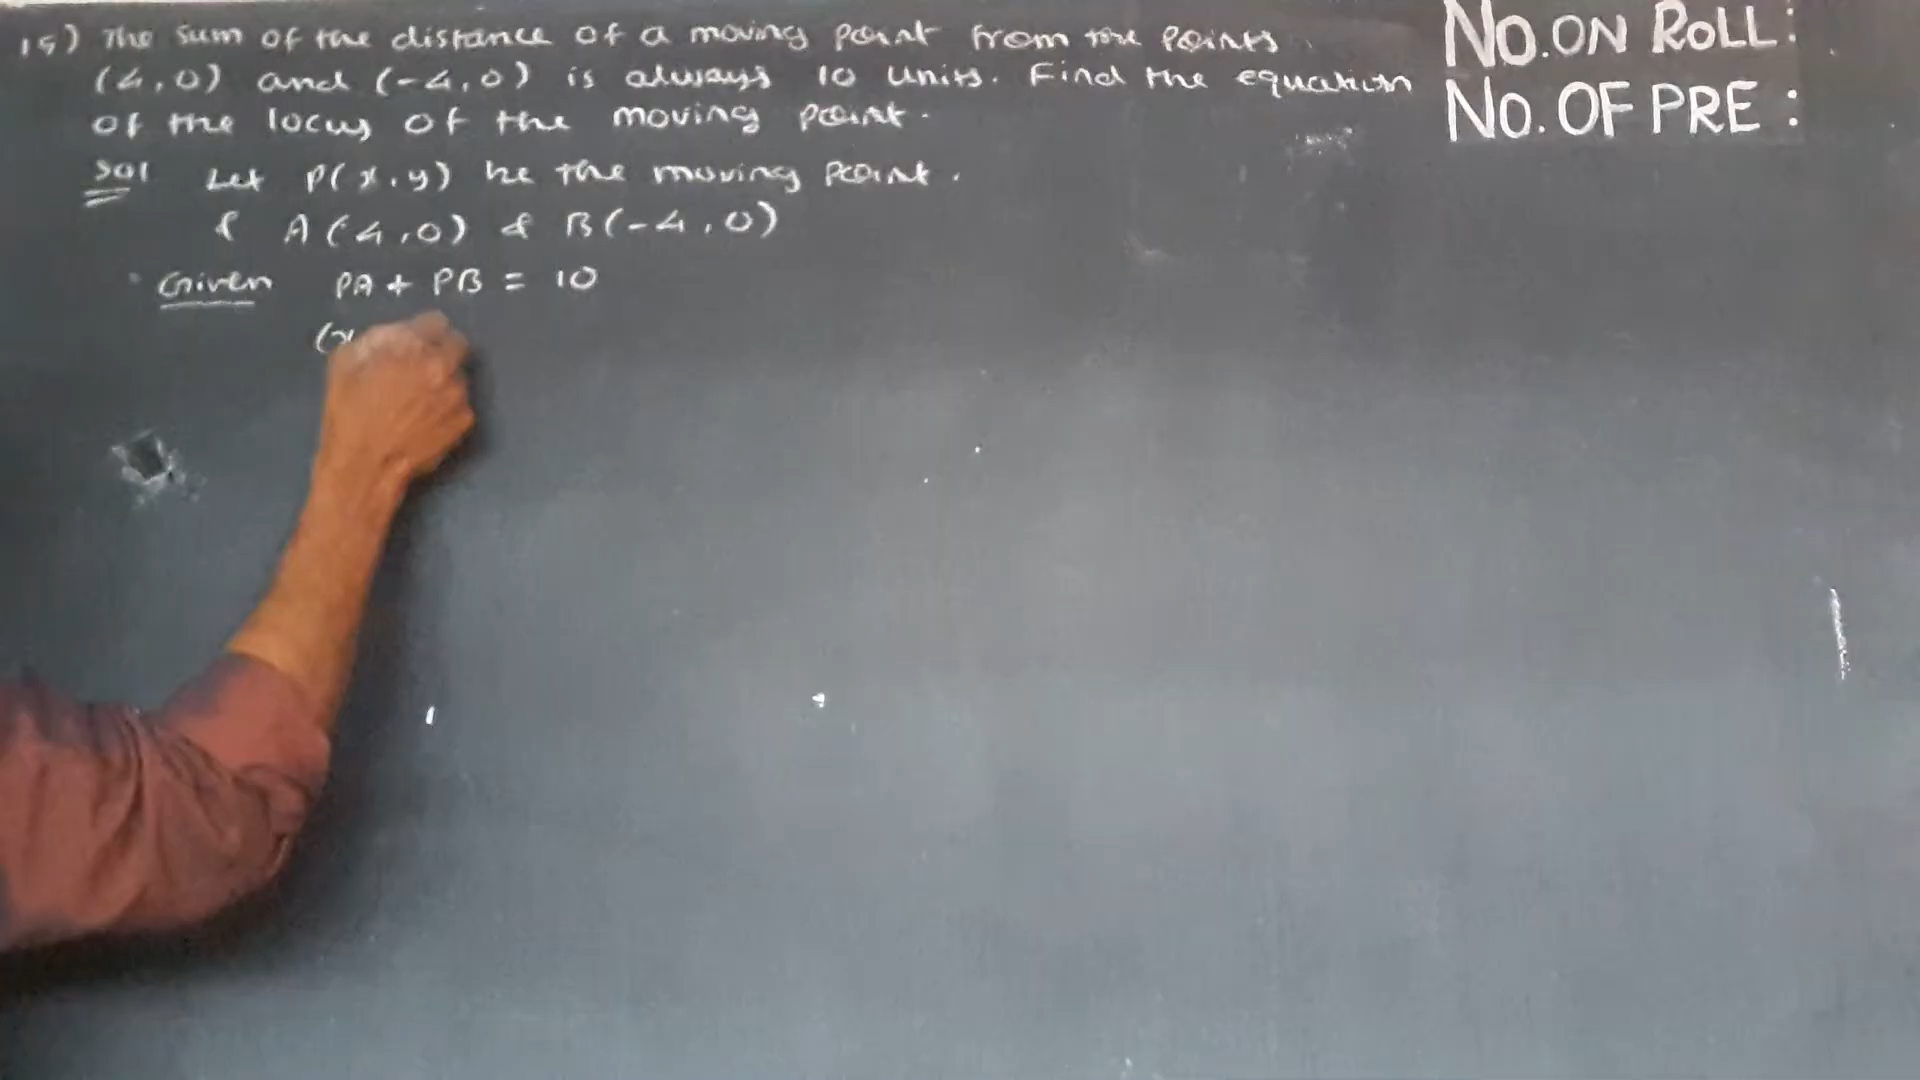 15) The sum of the distance of a moving point from the points
(4,0) and (-4,0) is always 10 units. Find the equation
of the locus of the moving point.
Sol Let P(x,y) be the moving point.
& A(4,0) & B(-4,0)
Given PA + PB = 10
(x
NO. ON ROLL:
NO. OF PRE :